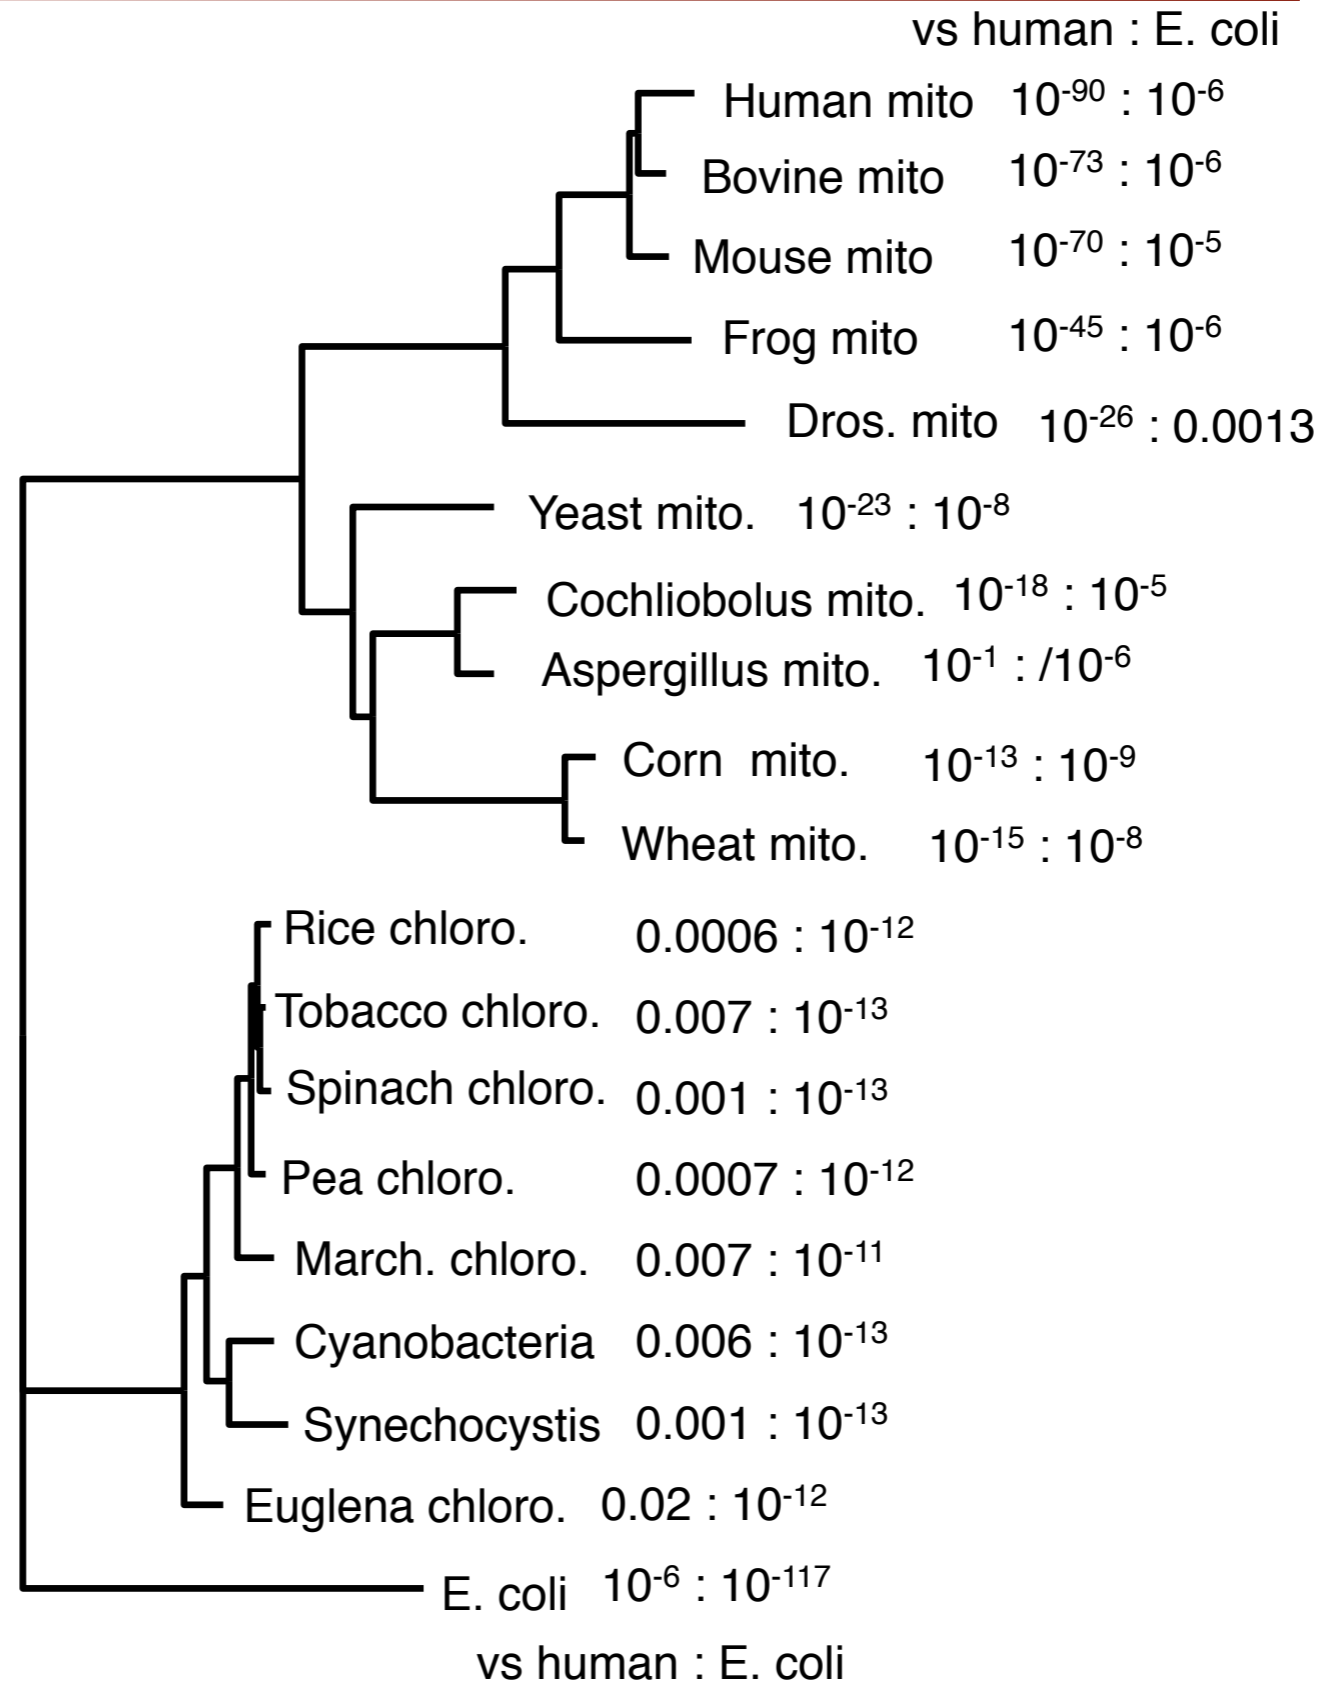 vs human : E. coli
Human mito 10⁻⁹⁰ : 10⁻⁶
Bovine mito 10⁻⁷³ : 10⁻⁶
Mouse mito 10⁻⁷⁰ : 10⁻⁵
Frog mito 10⁻⁴⁵ : 10⁻⁶
Dros. mito 10⁻²⁶ : 0.0013
Yeast mito. 10⁻²³ : 10⁻⁸
Cochliobolus mito. 10⁻¹⁸ : 10⁻⁵
Aspergillus mito. 10⁻¹ : /10⁻⁶
Corn mito. 10⁻¹³ : 10⁻⁹
Wheat mito. 10⁻¹⁵ : 10⁻⁸
Rice chloro. 0.0006 : 10⁻¹²
Tobacco chloro. 0.007 : 10⁻¹³
Spinach chloro. 0.001 : 10⁻¹³
Pea chloro. 0.0007 : 10⁻¹²
March. chloro. 0.007 : 10⁻¹¹
Cyanobacteria 0.006 : 10⁻¹³
Synechocystis 0.001 : 10⁻¹³
Euglena chloro. 0.02 : 10⁻¹²
E. coli 10⁻⁶ : 10⁻¹¹⁷
vs human : E. coli